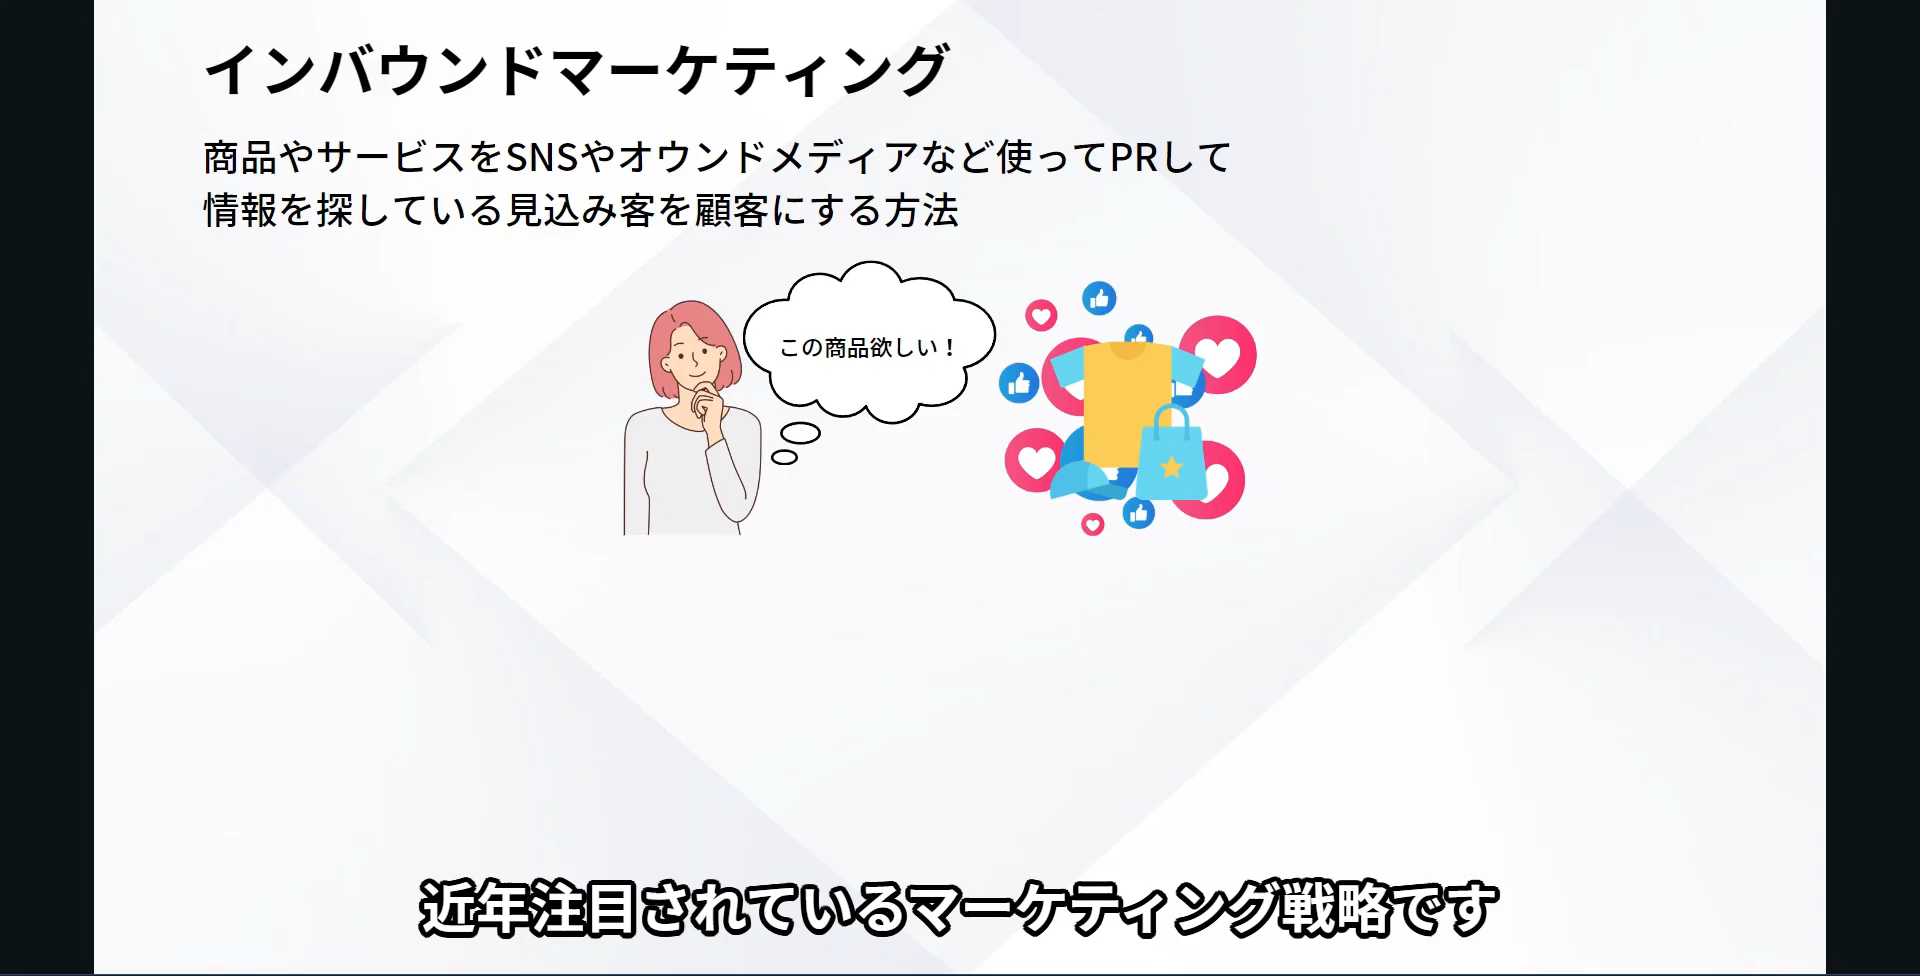 インバウンドマーケティング
商品やサービスをSNSやオウンドメディアなど使ってPRして
情報を探している見込み客を顧客にする方法
この商品欲しい！
近年注目されているマーケティング戦略です